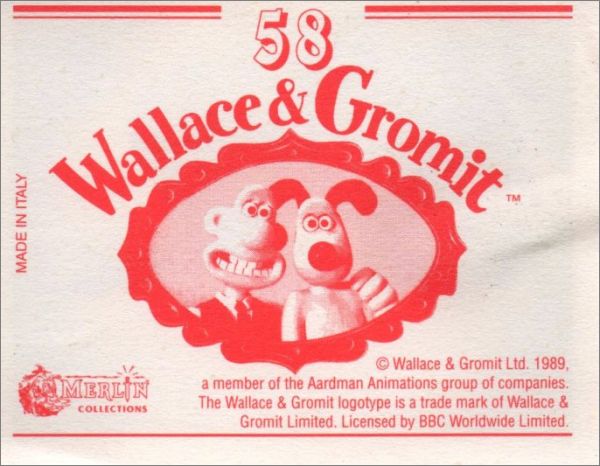 58
Wallace & Gromit
TM
MADE IN ITALY
MERLIN
COLLECTIONS
© Wallace & Gromit Ltd. 1989,
a member of the Aardman Animations group of companies.
The Wallace & Gromit logotype is a trade mark of Wallace &
Gromit Limited. Licensed by BBC Worldwide Limited.